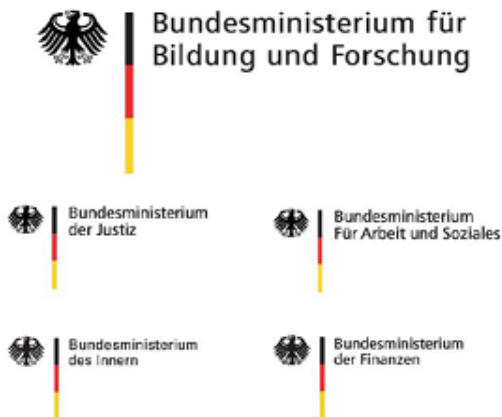 Bundesministerium für
Bildung und Forschung
Bundesministerium
der Justiz
Bundesministerium
Für Arbeit und Soziales
Bundesministerium
des Innern
Bundesministerium
der Finanzen